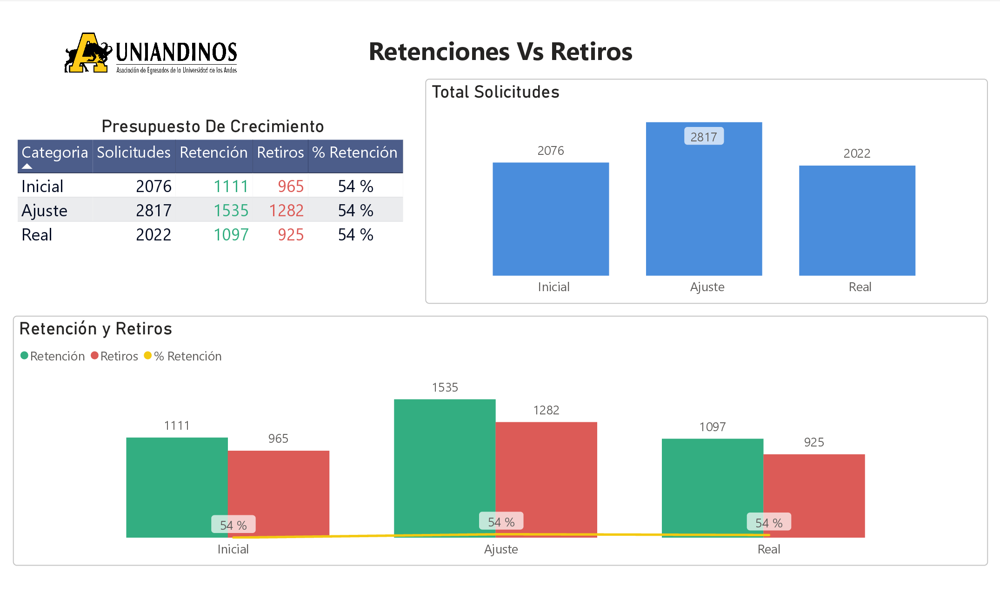 UNIANDINOS
Asociación de Egresados de la Universidad de los Andes
Retenciones Vs Retiros
Presupuesto De Crecimiento
Categoria Solicitudes Retención Retiros % Retención
Inicial 2076 1111 965 54 %
Ajuste 2817 1535 1282 54 %
Real 2022 1097 925 54 %
Total Solicitudes
2076 2817 2022
Inicial Ajuste Real
Retención y Retiros
Retención Retiros % Retención
1111 965 1535 1282 1097 925
54 % 54 % 54 %
Inicial Ajuste Real